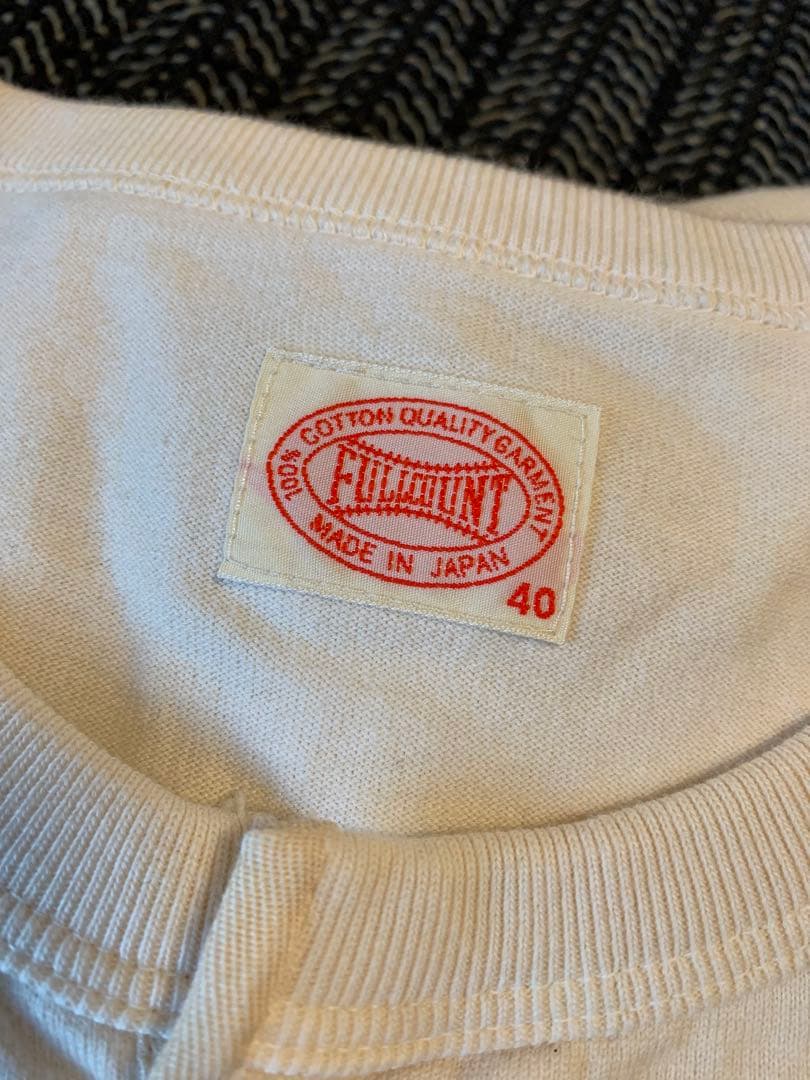 100% COTTON QUALITY GARMENT
FULLCOUNT
MADE IN JAPAN
40